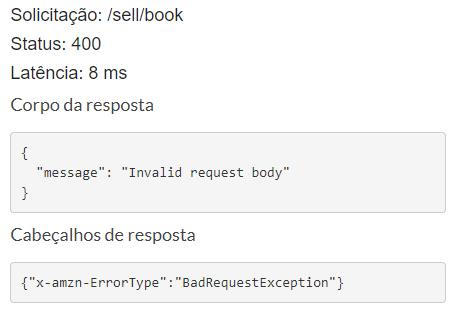 Solicitação: /sell/book
Status: 400
Latência: 8 ms
Corpo da resposta
{
  "message": "Invalid request body"
}
Cabeçalhos de resposta
{"x-amzn-ErrorType":"BadRequestException"}